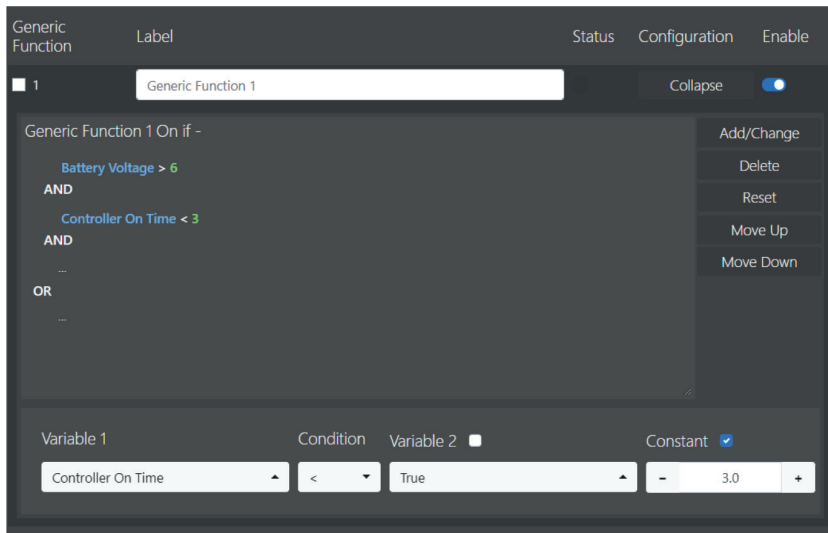 Generic Function Label Status Configuration Enable
1 Generic Function 1 Collapse
Generic Function 1 On if -
Battery Voltage > 6
AND
Controller On Time < 3
AND
...
OR
...
Add/Change
Delete
Reset
Move Up
Move Down
Variable 1 Condition Variable 2 Constant
Controller On Time < True - 3.0 +